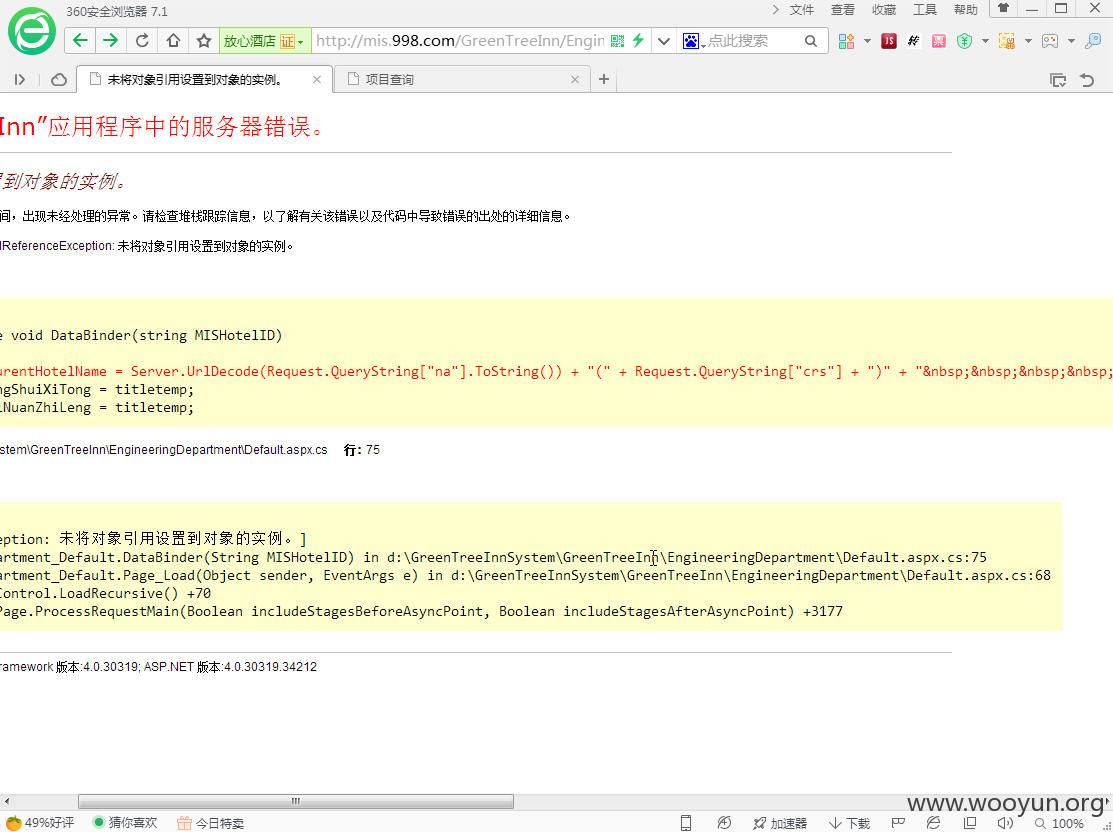 360安全浏览器 7.1
文件 查看 收藏 工具 帮助
放心酒店 证 http://mis.998.com/GreenTreeInn/Engin 点此搜索
未将对象引用设置到对象的实例。 项目查询
Inn”应用程序中的服务器错误。
到对象的实例。
间，出现未经处理的异常。请检查堆栈跟踪信息，以了解有关该错误以及代码中导致错误的出处的详细信息。
lReferenceException: 未将对象引用设置到对象的实例。
e void DataBinder(string MISHotelID)
urentHotelName = Server.UrlDecode(Request.QueryString["na"].ToString()) + "(" + Request.QueryString["crs"] + ")" + "&nbsp;&nbsp;&nbsp;&nbsp;
ngShuiXiTong = titletemp;
iNuanZhiLeng = titletemp;
stem\GreenTreeInn\EngineeringDepartment\Default.aspx.cs 行: 75
eption: 未将对象引用设置到对象的实例。]
artment_Default.DataBinder(String MISHotelID) in d:\GreenTreeInnSystem\GreenTreeInn\EngineeringDepartment\Default.aspx.cs:75
artment_Default.Page_Load(Object sender, EventArgs e) in d:\GreenTreeInnSystem\GreenTreeInn\EngineeringDepartment\Default.aspx.cs:68
Control.LoadRecursive() +70
Page.ProcessRequestMain(Boolean includeStagesBeforeAsyncPoint, Boolean includeStagesAfterAsyncPoint) +3177
ramework 版本:4.0.30319; ASP.NET 版本:4.0.30319.34212
www.wooyun.org
49%好评 猜你喜欢 今日特卖 加速器 下载 100%